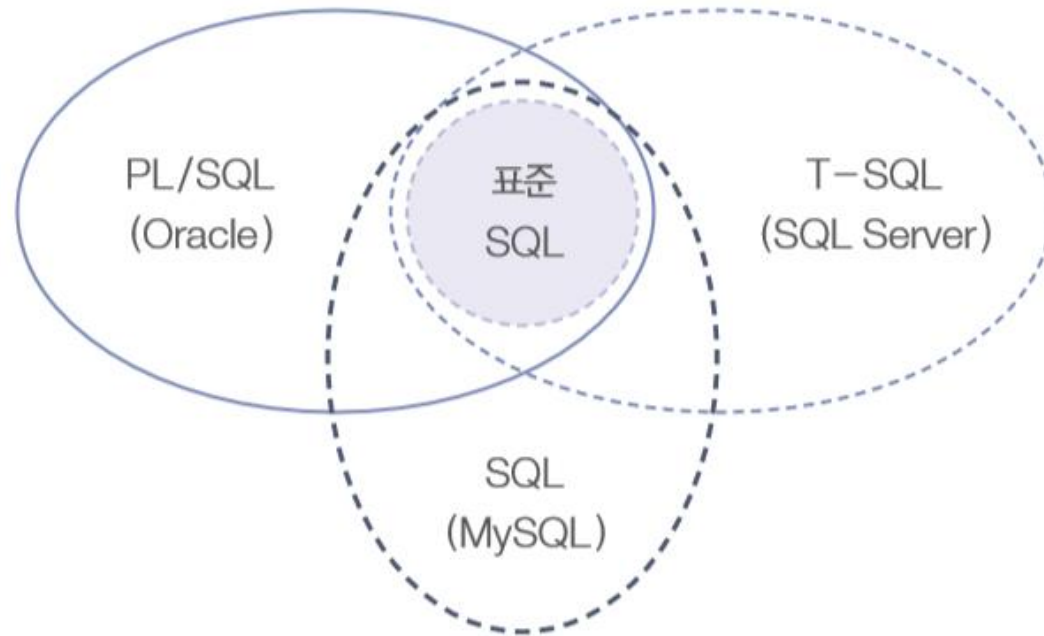 PL/SQL
(Oracle)
표준
SQL
T-SQL
(SQL Server)
SQL
(MySQL)